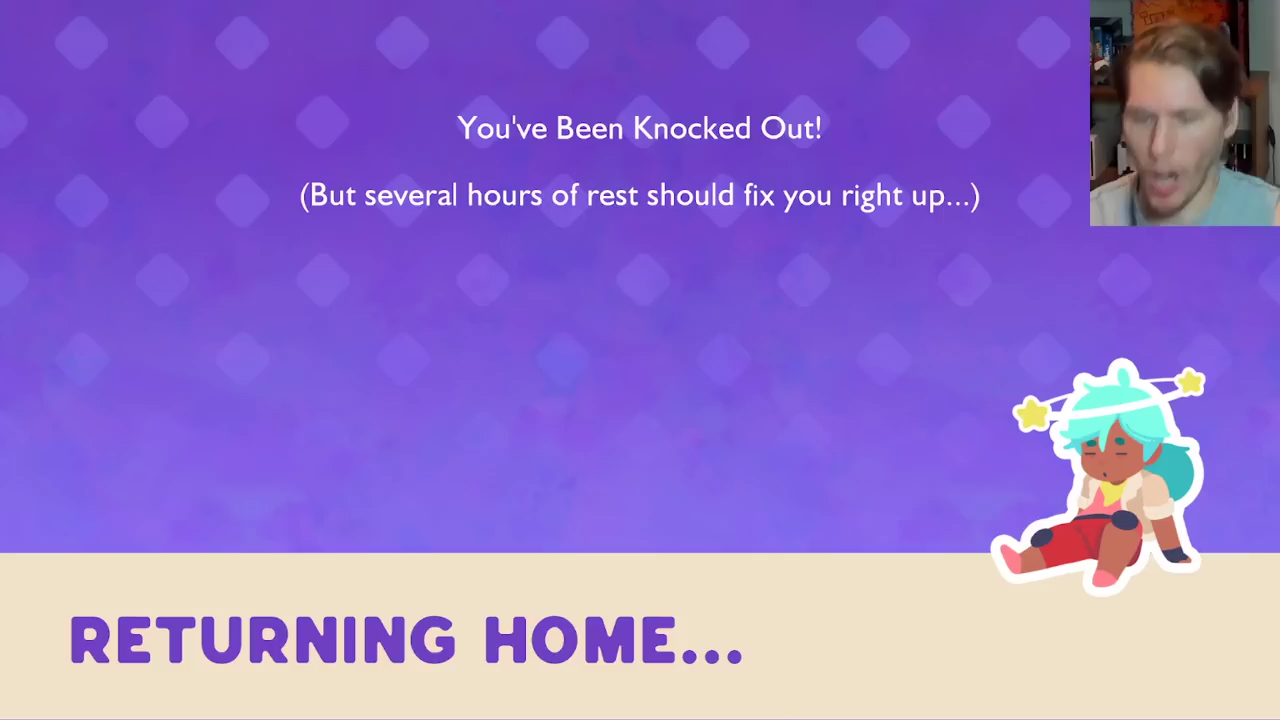 You've Been Knocked Out!
(But several hours of rest should fix you right up...)
RETURNING HOME...